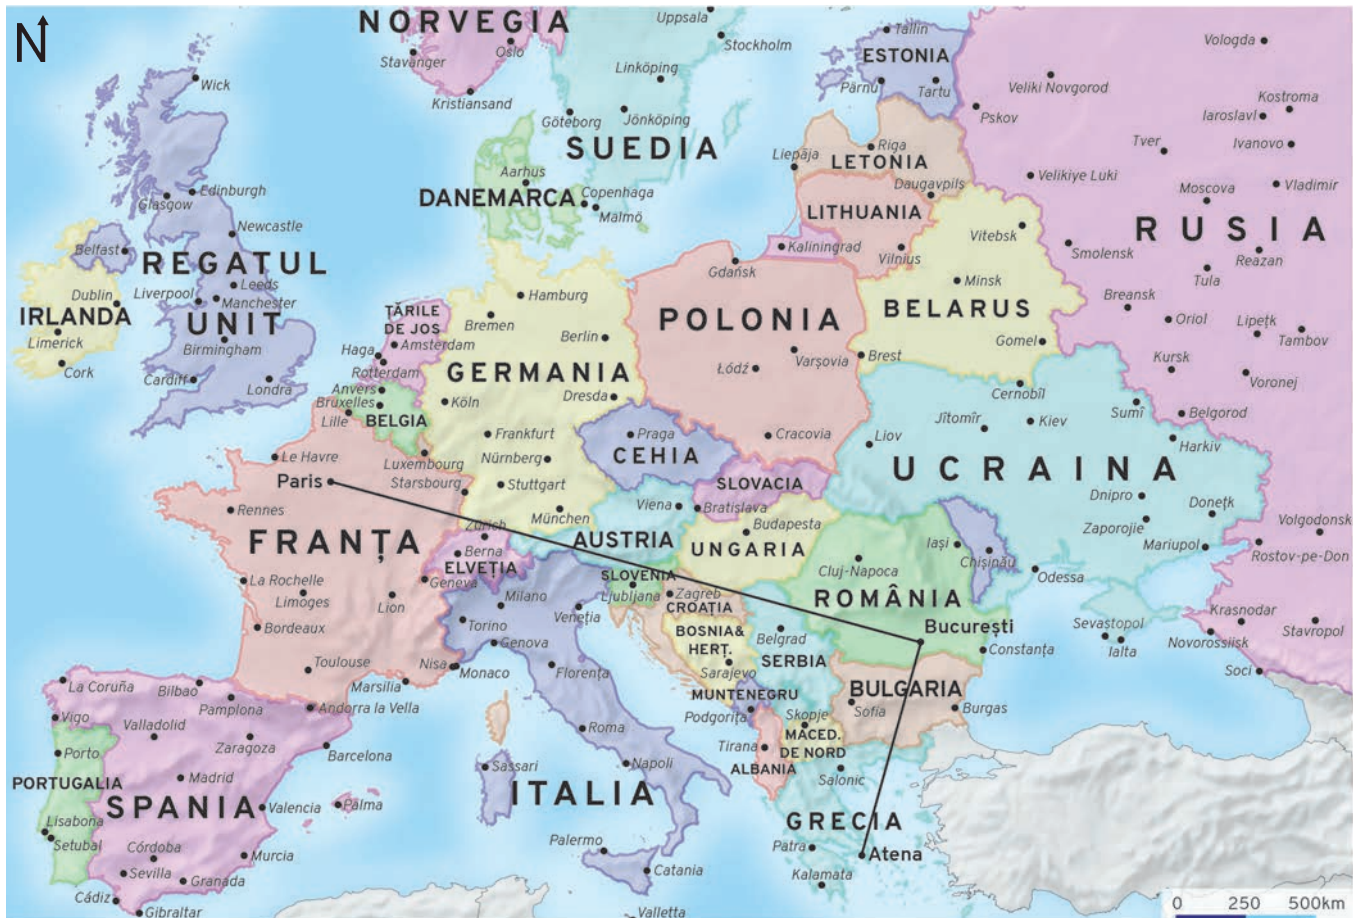 N
NORVEGIA
Uppsala
Stavanger
Oslo
Stockholm
Kristiansand
Linköping
Göteborg
Jönköping
SUEDIA
Tallin
ESTONIA
Pärnu
Tartu
Vologda
Veliki Novgorod
Kostroma
Pskov
Iaroslavl
Tver
Ivanovo
Wick
Riga
Liepāja
LETONIA
Daugavpils
Velikiye Luki
Moscova
Vladimir
Aarhus
DANEMARCA
Copenhaga
Malmö
Edinburgh
Glasgow
Newcastle
LITHUANIA
Vitebsk
RUSIA
Smolensk
Reazan
Belfast
REGATUL
UNIT
Kaliningrad
Vilnius
Gdańsk
Minsk
Tula
Dublin
Liverpool
Leeds
Manchester
IRLANDA
Limerick
Cork
Birmingham
Cardiff
Londra
ȚĂRILE
DE JOS
Amsterdam
Haga
Rotterdam
Hamburg
Bremen
Berlin
POLONIA
BELARUS
Breansk
Oriol
Lipețk
Tambov
Gomel
Brest
Varșovia
Łódź
Kursk
Voronej
GERMANIA
Anvers
Bruxelles
BELGIA
Lille
Köln
Dresda
Cernobîl
Sumî
Belgorod
Jîtomîr
Kiev
Liov
Harkiv
Frankfurt
Praga
CEHIA
Cracovia
Le Havre
Luxembourg
Nürnberg
UCRAINA
Paris
Starsbourg
Stuttgart
SLOVACIA
Dnipro
Donețk
Rennes
München
Viena
Bratislava
Budapesta
Zaporojie
Volgodonsk
FRANȚA
Zürich
AUSTRIA
UNGARIA
Iași
Chișinău
Mariupol
Rostov-pe-Don
Berna
ELVEȚIA
Geneva
Cluj-Napoca
Odessa
La Rochelle
Limoges
Lion
Milano
SLOVENIA
Ljubljana
Zagreb
CROAȚIA
ROMÂNIA
Krasnodar
Bordeaux
Torino
Veneția
BOSNIA&
HERȚ.
Belgrad
București
Sevastopol
Ialta
Novorossiisk
Stavropol
Genova
SERBIA
Constanța
Toulouse
Nisa
Monaco
Florența
Sarajevo
Soci
La Coruña
Bilbao
Marsilia
MUNTENEGRU
BULGARIA
Pamplona
Andorra la Vella
Podgorița
Sofia
Burgas
Vigo
Valladolid
Roma
Skopje
Zaragoza
Barcelona
MACED.
DE NORD
Porto
Tirana
PORTUGALIA
Madrid
Sassari
Napoli
ALBANIA
Salonic
SPANIA
Valencia
Palma
ITALIA
GRECIA
Lisabona
Setubal
Córdoba
Murcia
Palermo
Patra
Atena
Sevilla
Granada
Catania
Kalamata
Cádiz
Gibraltar
Valletta
0 250 500km